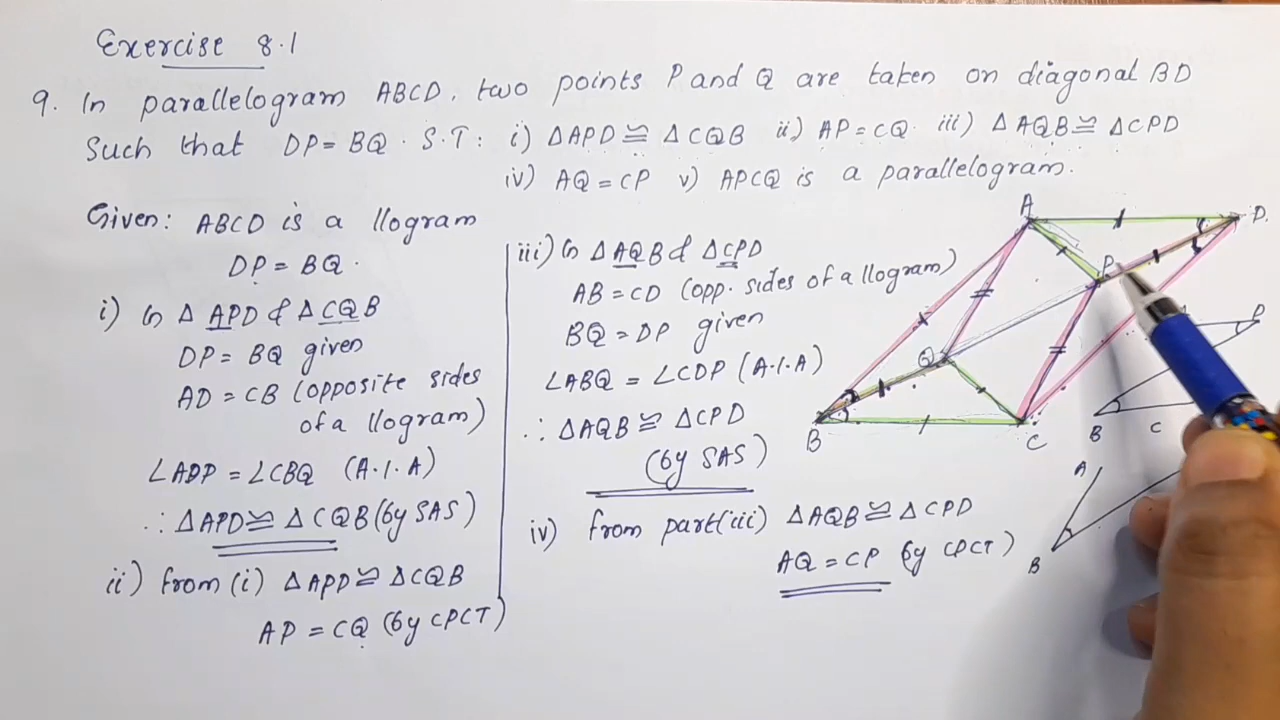 Exercise 8.1
9. In parallelogram ABCD, two points P and Q are taken on diagonal BD
Such that DP = BQ. S.T: i) ΔAPD ≅ ΔCQB ii) AP = CQ. iii) ΔAQB ≅ ΔCPD
iv) AQ = CP v) APCQ is a parallelogram.
Given: ABCD is a llogram
DP = BQ.
i) In ΔAPD & ΔCQB
DP = BQ given
AD = CB (opposite sides
of a llogram)
∠ADP = ∠CBQ (A.I.A)
∴ ΔAPD ≅ ΔCQB (by SAS)
ii) from (i) ΔAPD ≅ ΔCQB
AP = CQ (by CPCT)
iii) In ΔAQB & ΔCPD
AB = CD (opp. sides of a llogram)
BQ = DP given
∠ABQ = ∠CDP (A.I.A)
∴ ΔAQB ≅ ΔCPD
(by SAS)
iv) from part(iii) ΔAQB ≅ ΔCPD
AQ = CP (by CPCT)
A
D.
P
Q
B
C
B
C
A
B